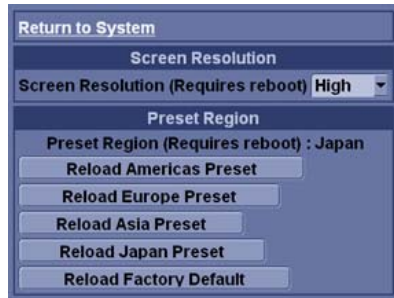 Return to System
Screen Resolution
Screen Resolution (Requires reboot) High
Preset Region
Preset Region (Requires reboot) : Japan
Reload Americas Preset
Reload Europe Preset
Reload Asia Preset
Reload Japan Preset
Reload Factory Default